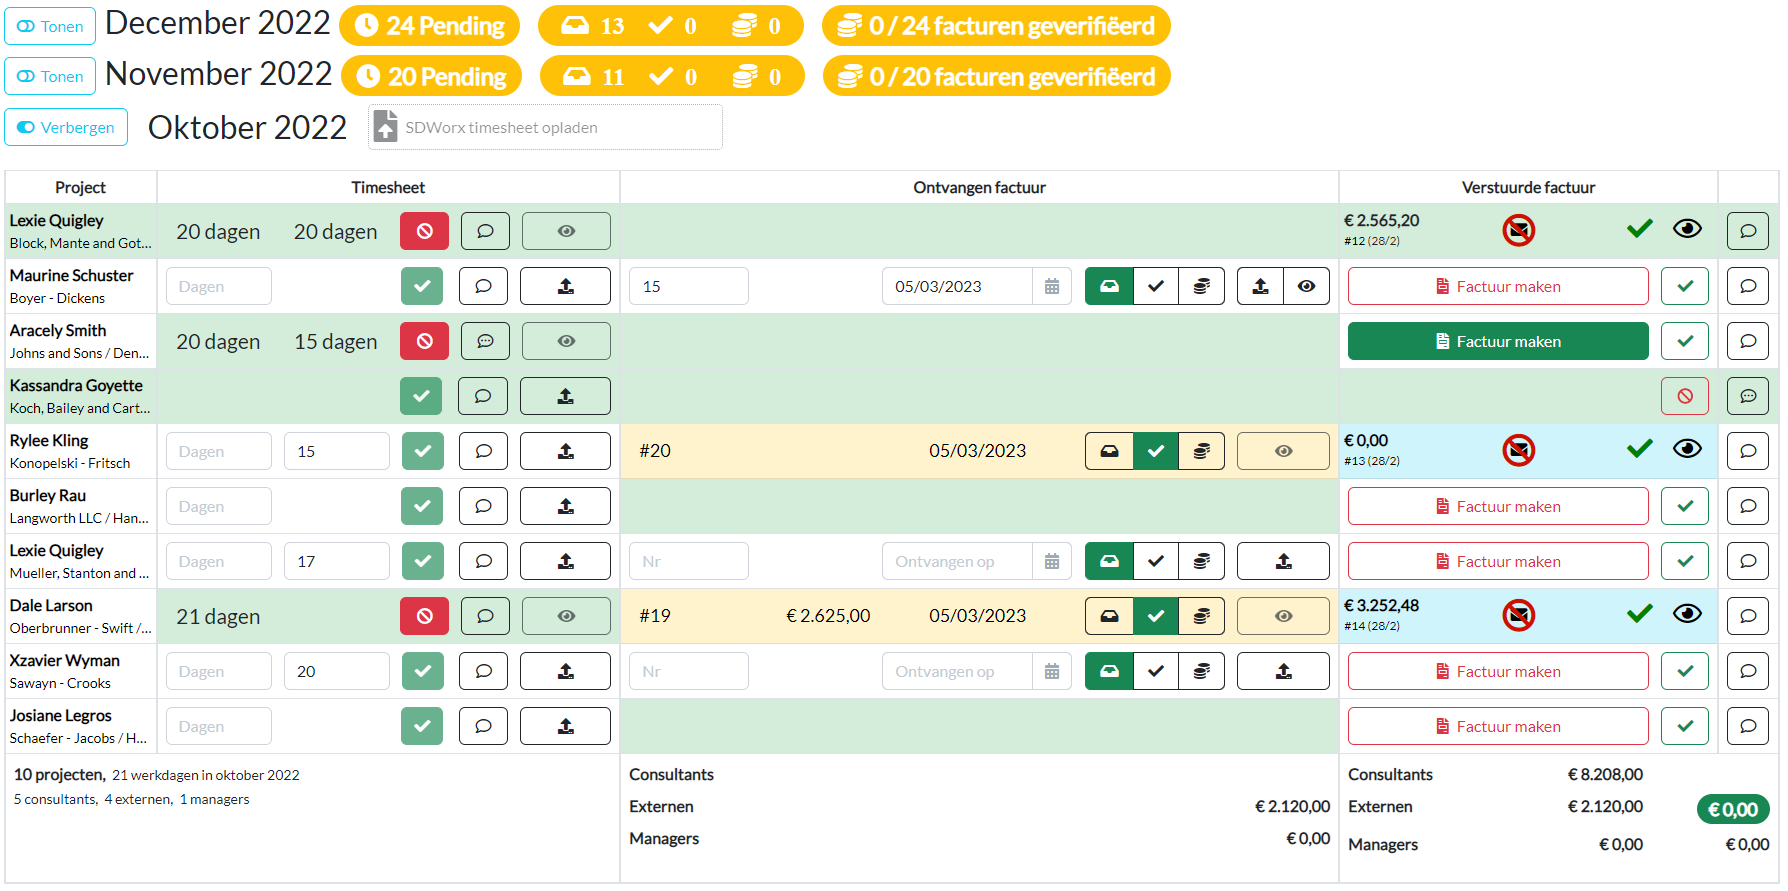 Tonen December 2022 24 Pending 13 0 0 0 / 24 facturen geverifiëerd
Tonen November 2022 20 Pending 11 0 0 0 / 20 facturen geverifiëerd
Verbergen Oktober 2022 SDWorx timesheet opladen
Project Timesheet Ontvangen factuur Verstuurde factuur
Lexie Quigley
Block, Mante and Got... 20 dagen 20 dagen € 2.565,20
#12 (28/2)
Maurine Schuster
Boyer - Dickens Dagen 15 05/03/2023 Factuur maken
Aracely Smith
Johns and Sons / Den... 20 dagen 15 dagen Factuur maken
Kassandra Goyette
Koch, Bailey and Cart...
Rylee Kling
Konopelski - Fritsch Dagen 15 #20 05/03/2023 € 0,00
#13 (28/2)
Burley Rau
Langworth LLC / Han... Dagen Factuur maken
Lexie Quigley
Mueller, Stanton and ... Dagen 17 Nr Ontvangen op Factuur maken
Dale Larson
Oberbrunner - Swift /... 21 dagen #19 € 2.625,00 05/03/2023 € 3.252,48
#14 (28/2)
Xzavier Wyman
Sawayn - Crooks Dagen 20 Nr Ontvangen op Factuur maken
Josiane Legros
Schaefer - Jacobs / H... Dagen Factuur maken
10 projecten, 21 werkdagen in oktober 2022
5 consultants, 4 externen, 1 managers
Consultants
Externen € 2.120,00
Managers € 0,00
Consultants € 8.208,00
Externen € 2.120,00 € 0,00
Managers € 0,00 € 0,00